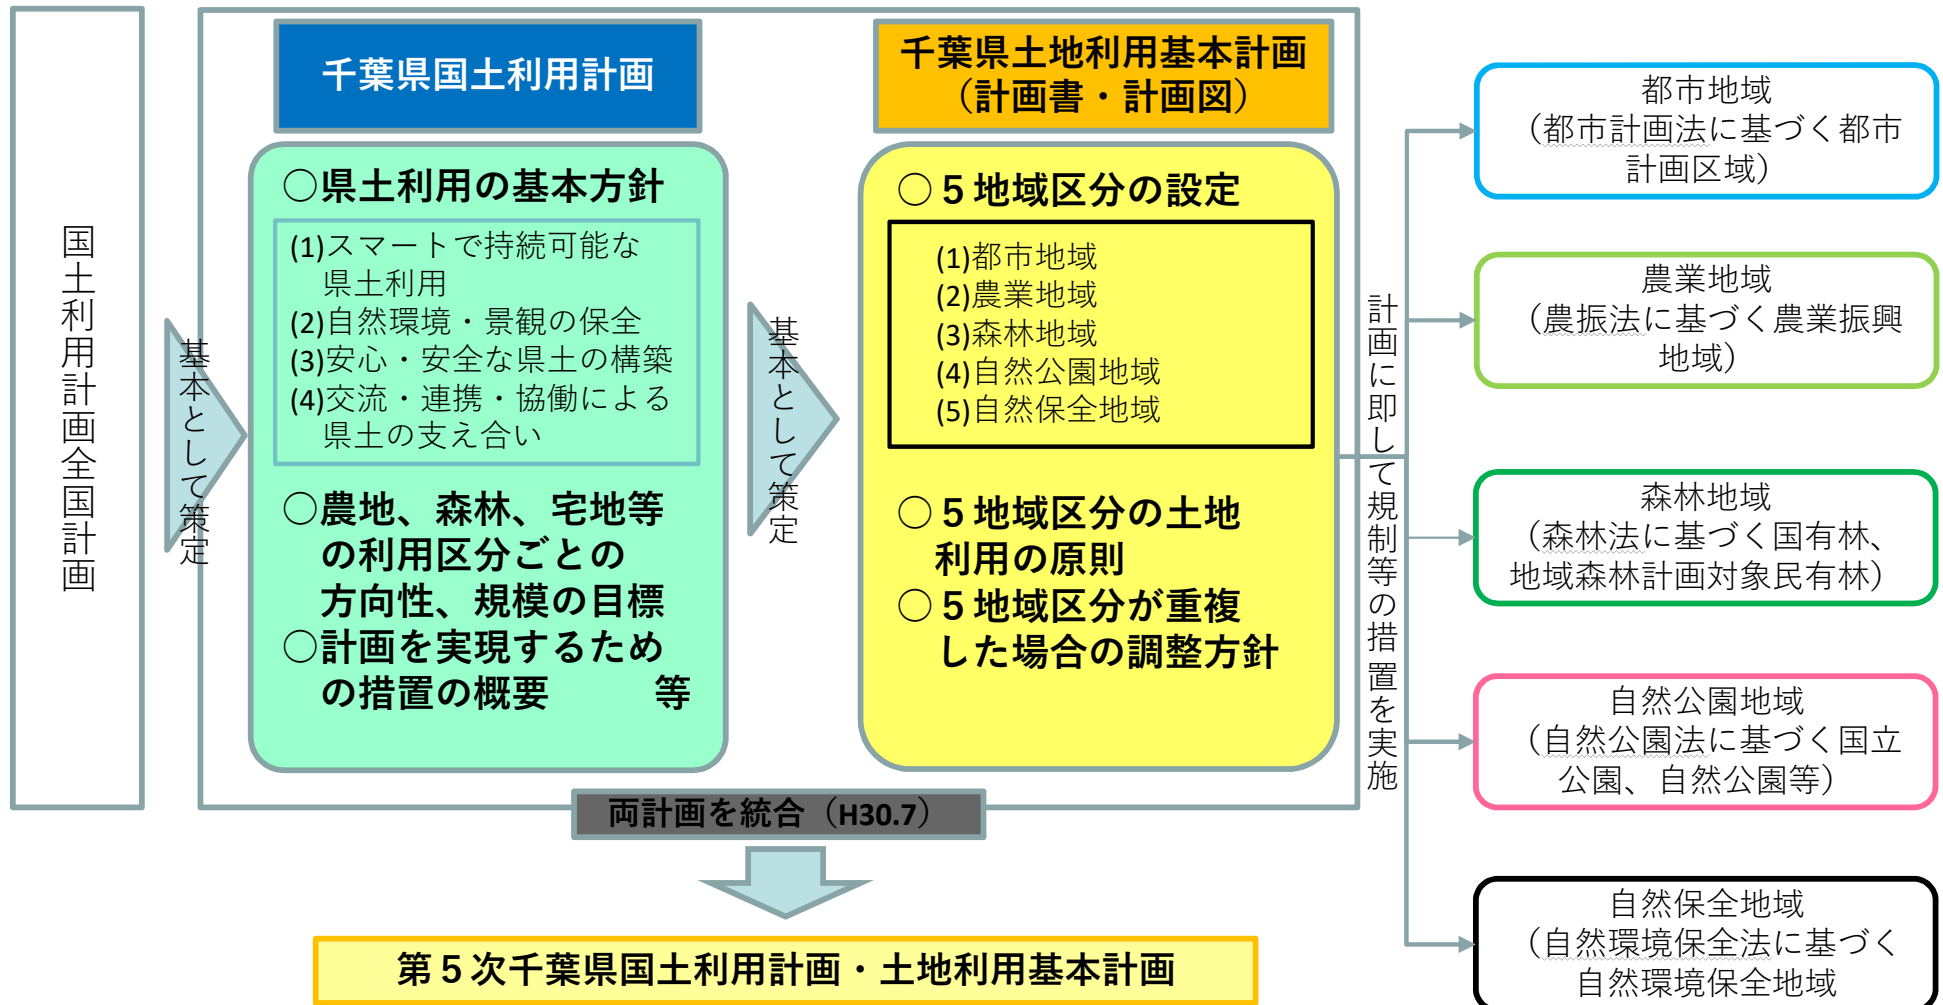 国土利用計画全国計画
基本として策定
千葉県国土利用計画
○県土利用の基本方針
(1)スマートで持続可能な
県土利用
(2)自然環境・景観の保全
(3)安心・安全な県土の構築
(4)交流・連携・協働による
県土の支え合い
○農地、森林、宅地等
の利用区分ごとの
方向性、規模の目標
○計画を実現するため
の措置の概要 等
基本として策定
千葉県土地利用基本計画
（計画書・計画図）
○５地域区分の設定
(1)都市地域
(2)農業地域
(3)森林地域
(4)自然公園地域
(5)自然保全地域
○５地域区分の土地
利用の原則
○５地域区分が重複
した場合の調整方針
両計画を統合（H30.7）
第５次千葉県国土利用計画・土地利用基本計画
計画に即して規制等の措置を実施
都市地域
（都市計画法に基づく都市
計画区域）
農業地域
（農振法に基づく農業振興
地域）
森林地域
（森林法に基づく国有林、
地域森林計画対象民有林）
自然公園地域
（自然公園法に基づく国立
公園、自然公園等）
自然保全地域
（自然環境保全法に基づく
自然環境保全地域